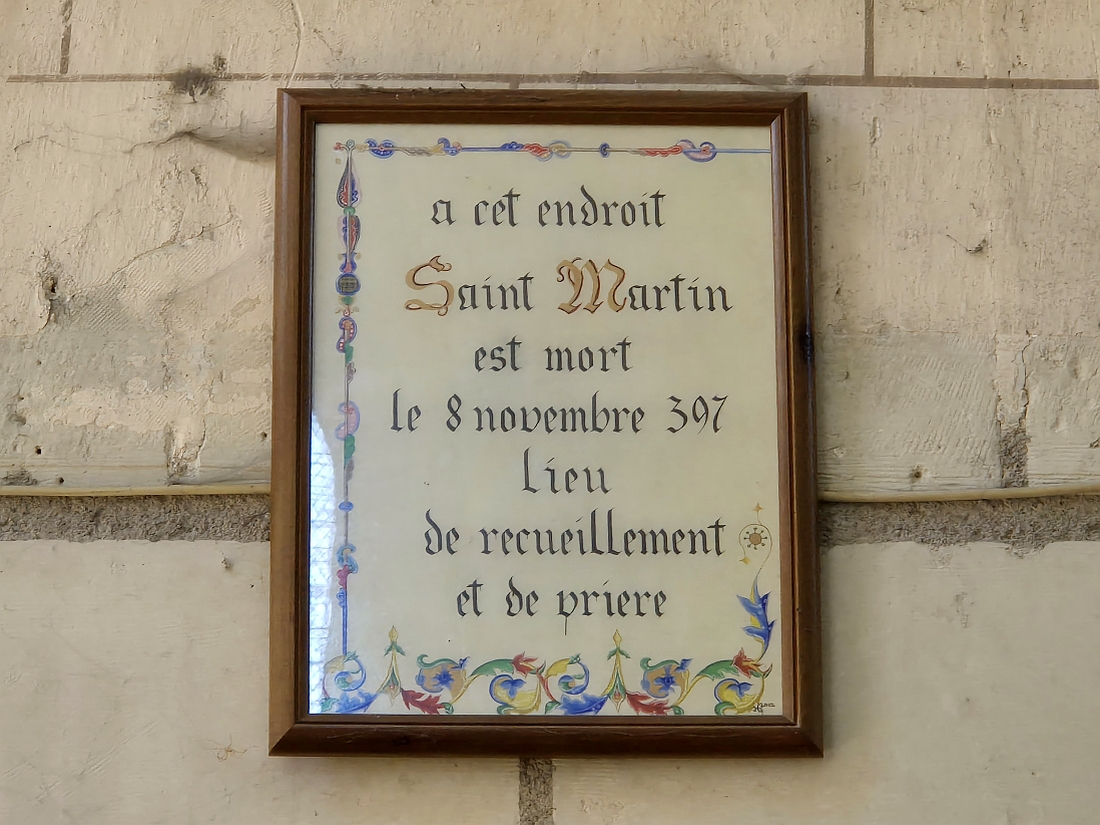 a cet endroit
Saint Martin
est mort
le 8 novembre 397
Lieu
de recueillement
et de priere